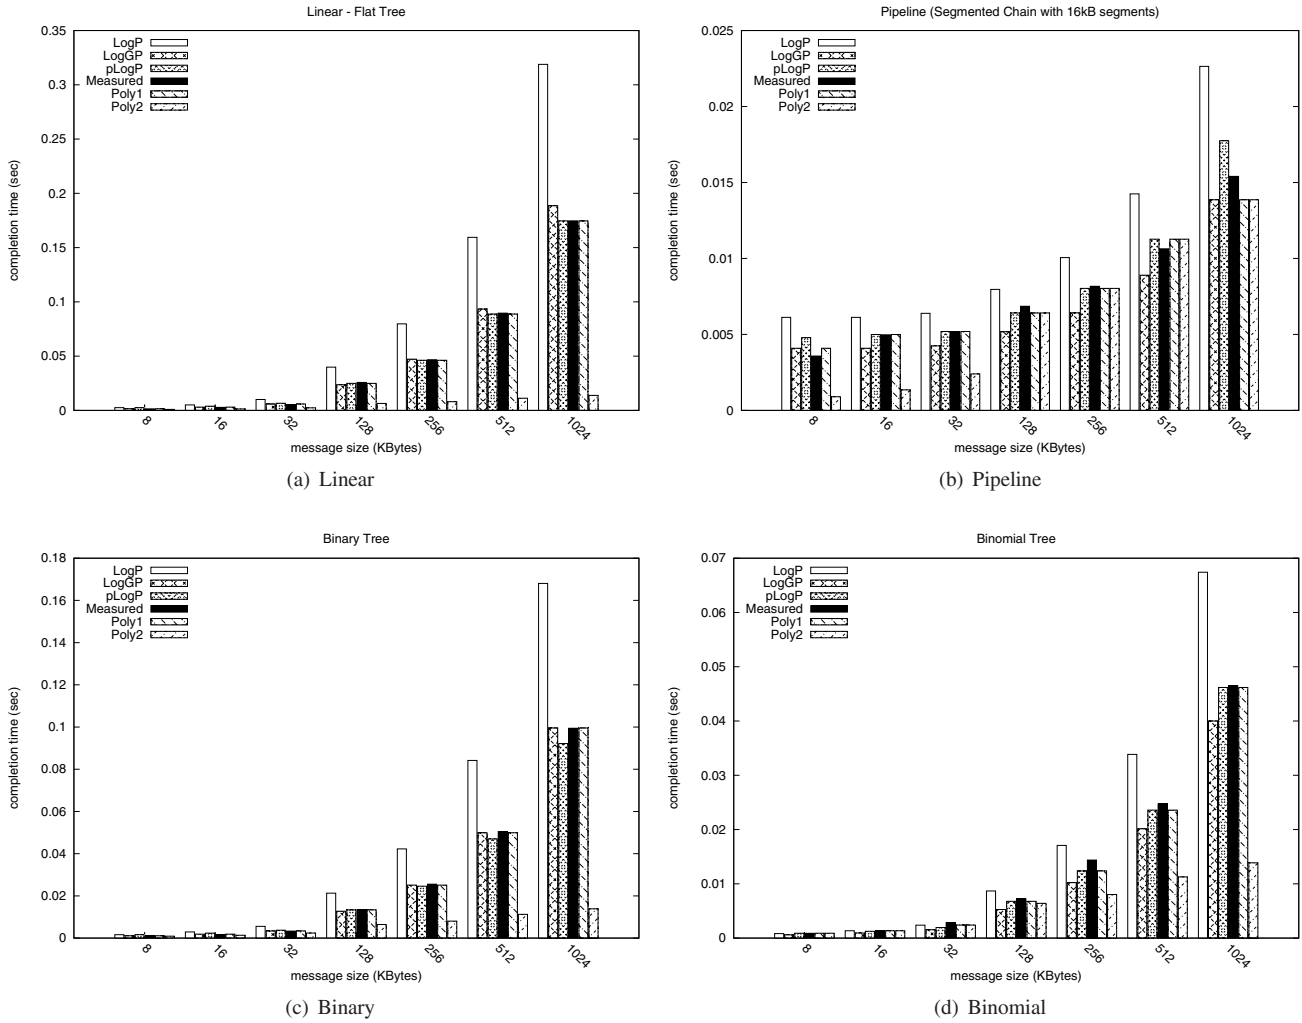 Linear - Flat Tree
0.35
0.3
0.25
0.2
0.15
0.1
0.05
0
completion time (sec)
LogP
LogGP
pLogP
Measured
Poly1
Poly2
8 16 32 128 256 512 1024
message size (KBytes)
(a) Linear
Pipeline (Segmented Chain with 16kB segments)
0.025
0.02
0.015
0.01
0.005
0
completion time (sec)
LogP
LogGP
pLogP
Measured
Poly1
Poly2
8 16 32 128 256 512 1024
message size (KBytes)
(b) Pipeline
Binary Tree
0.18
0.16
0.14
0.12
0.1
0.08
0.06
0.04
0.02
0
completion time (sec)
LogP
LogGP
pLogP
Measured
Poly1
Poly2
8 16 32 128 256 512 1024
message size (KBytes)
(c) Binary
Binomial Tree
0.07
0.06
0.05
0.04
0.03
0.02
0.01
0
completion time (sec)
LogP
LogGP
pLogP
Measured
Poly1
Poly2
8 16 32 128 256 512 1024
message size (KBytes)
(d) Binomial